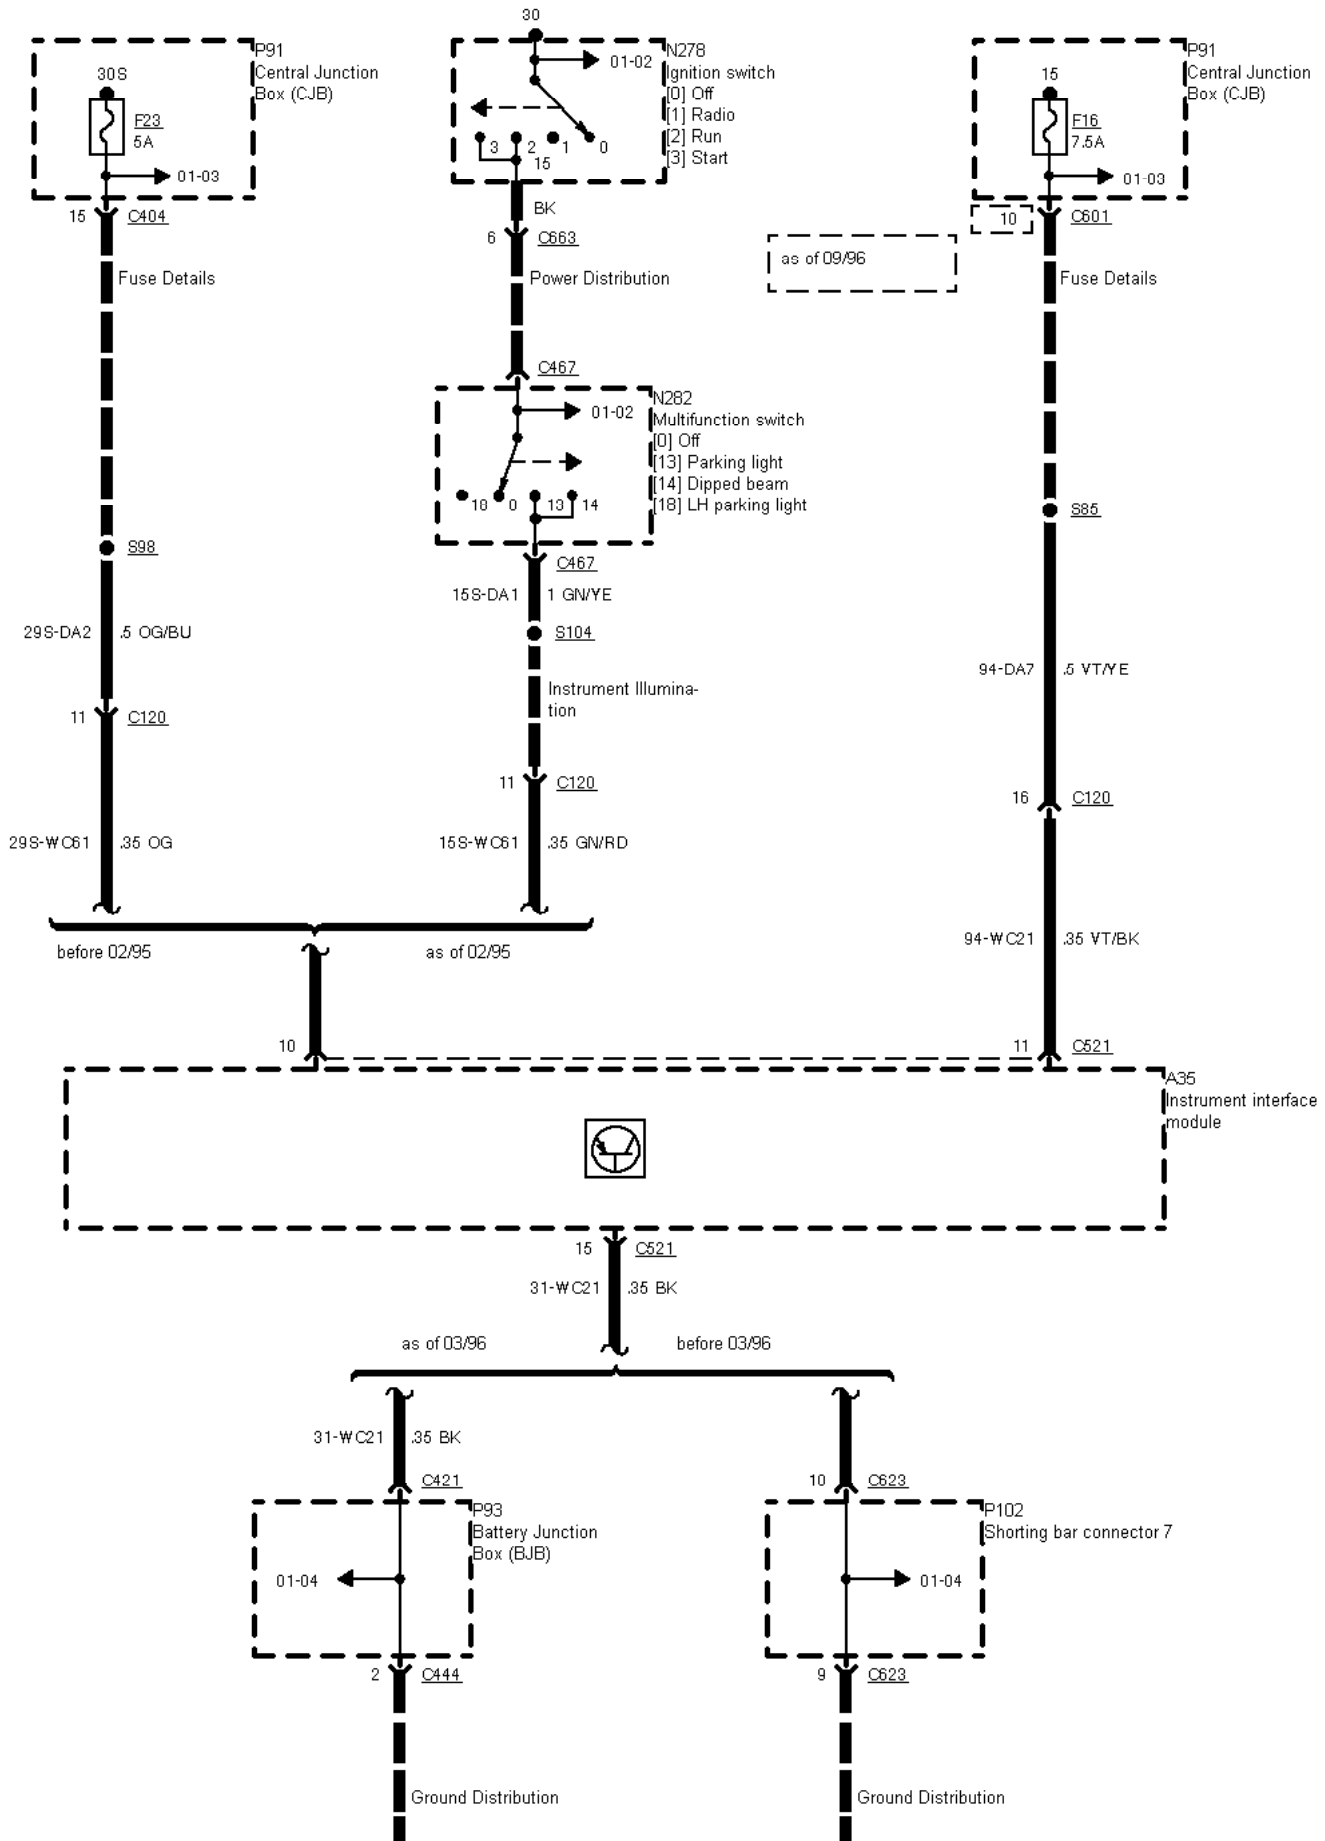 30
P91
Central Junction
Box (CJB)
30S
F23
5A
01-03
15
C404
Fuse Details
S98
29S-DA2
.5 OG/BU
11
C120
29S-WC61
.35 OG
N278
Ignition switch
[0] Off
[1] Radio
[2] Run
[3] Start
01-02
3
2
1
0
15
BK
6
C663
Power Distribution
C467
N282
Multifunction switch
[0] Off
[13] Parking light
[14] Dipped beam
[18] LH parking light
01-02
18
0
13
14
C467
15S-DA1
1 GN/YE
S104
Instrument Illumina-
tion
11
C120
15S-WC61
.35 GN/RD
before 02/95
as of 02/95
10
P91
Central Junction
Box (CJB)
15
F16
7.5A
01-03
10
C601
as of 09/96
Fuse Details
S85
94-DA7
.5 VT/YE
16
C120
94-WC21
.35 VT/BK
11
C521
A35
Instrument interface
module
15
C521
31-WC21
.35 BK
as of 03/96
before 03/96
31-WC21
.35 BK
C421
P93
Battery Junction
Box (BJB)
01-04
2
C444
Ground Distribution
10
C623
P102
Shorting bar connector 7
01-04
9
C623
Ground Distribution